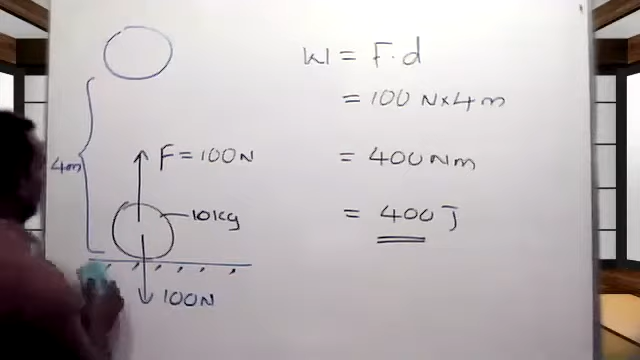 W = F.d
= 100 N x 4 m
4m
F = 100N
= 400 Nm
10kg
= 400 J
100N